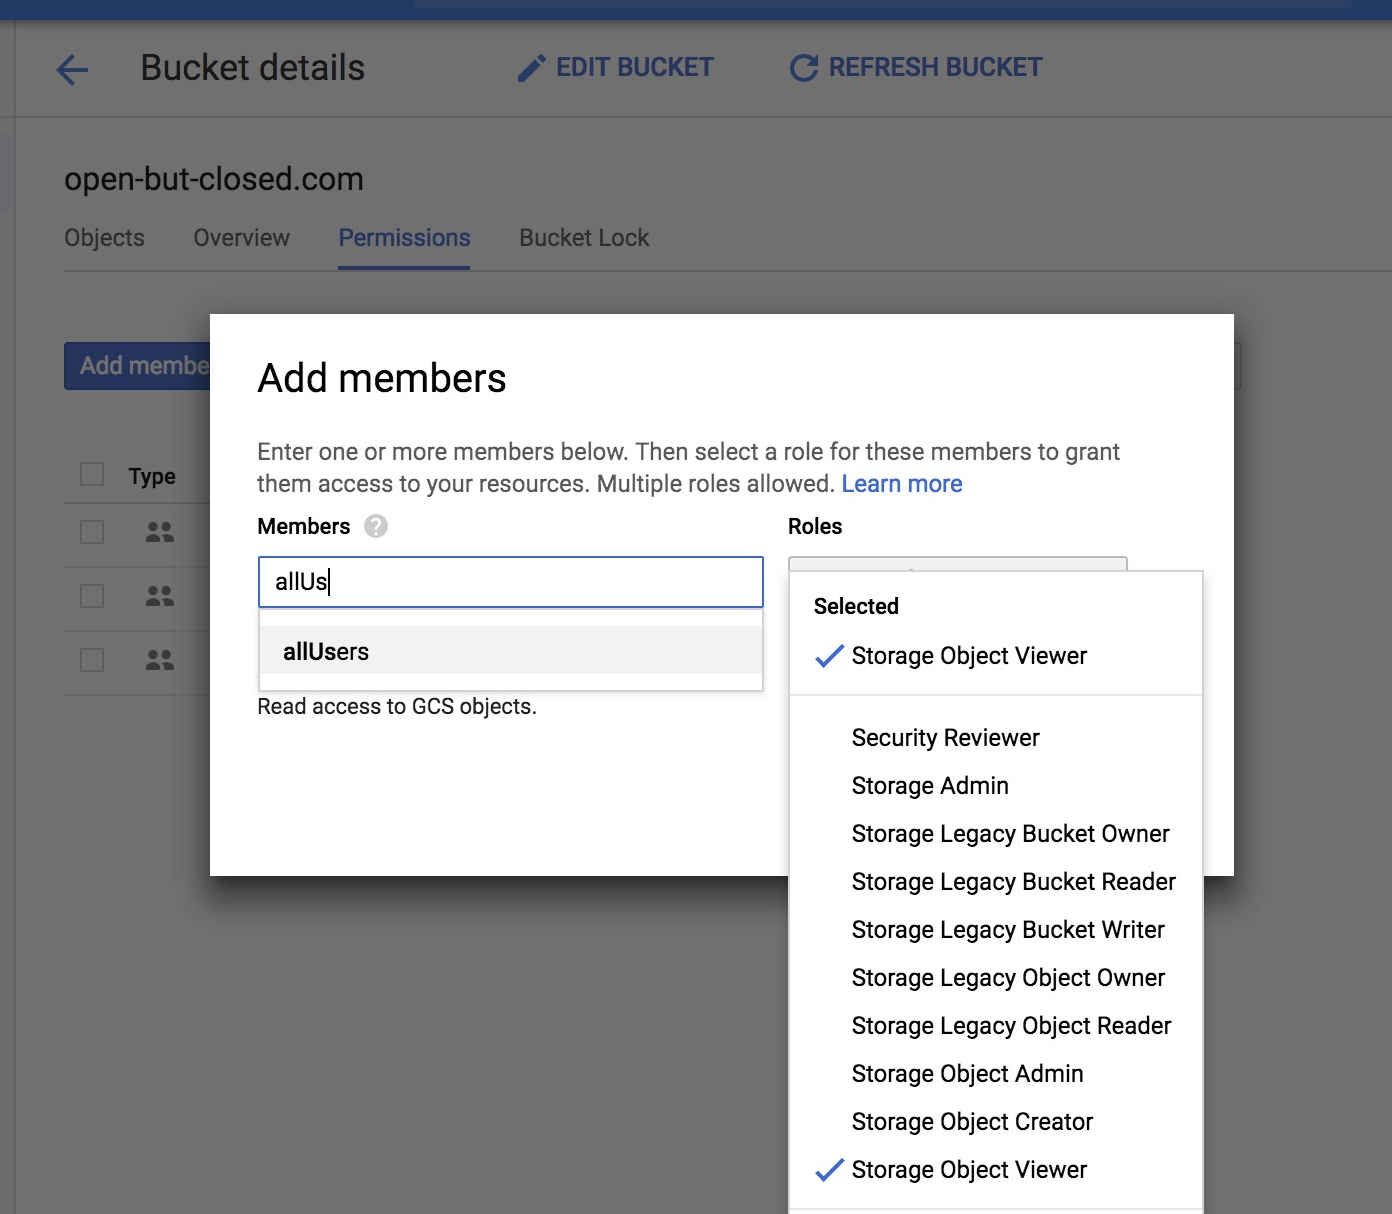 Bucket details
EDIT BUCKET
REFRESH BUCKET
open-but-closed.com
Objects
Overview
Permissions
Bucket Lock
Add membe
Type
Add members
Enter one or more members below. Then select a role for these members to grant
them access to your resources. Multiple roles allowed. Learn more
Members
Roles
allUs
allUsers
Read access to GCS objects.
Selected
Storage Object Viewer
Security Reviewer
Storage Admin
Storage Legacy Bucket Owner
Storage Legacy Bucket Reader
Storage Legacy Bucket Writer
Storage Legacy Object Owner
Storage Legacy Object Reader
Storage Object Admin
Storage Object Creator
Storage Object Viewer